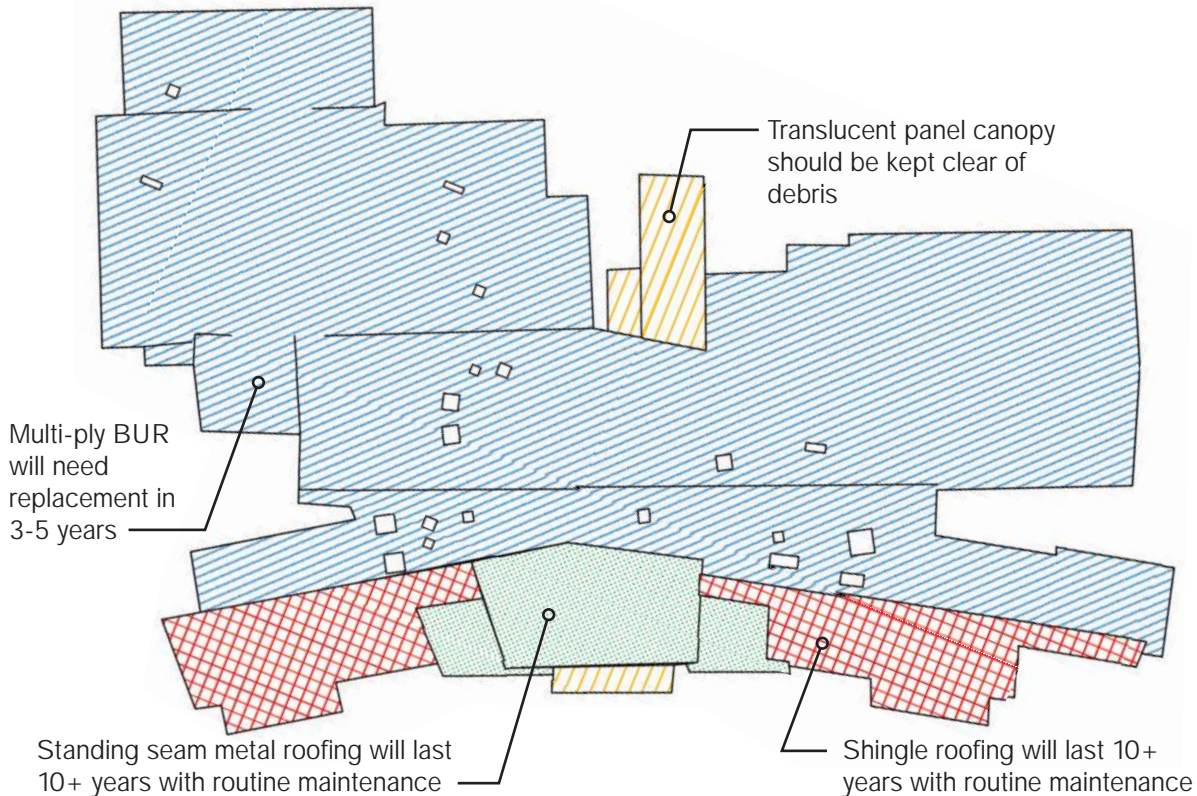 Translucent panel canopy
should be kept clear of
debris
Multi-ply BUR
will need
replacement in
3-5 years
Standing seam metal roofing will last
10+ years with routine maintenance
Shingle roofing will last 10+
years with routine maintenance